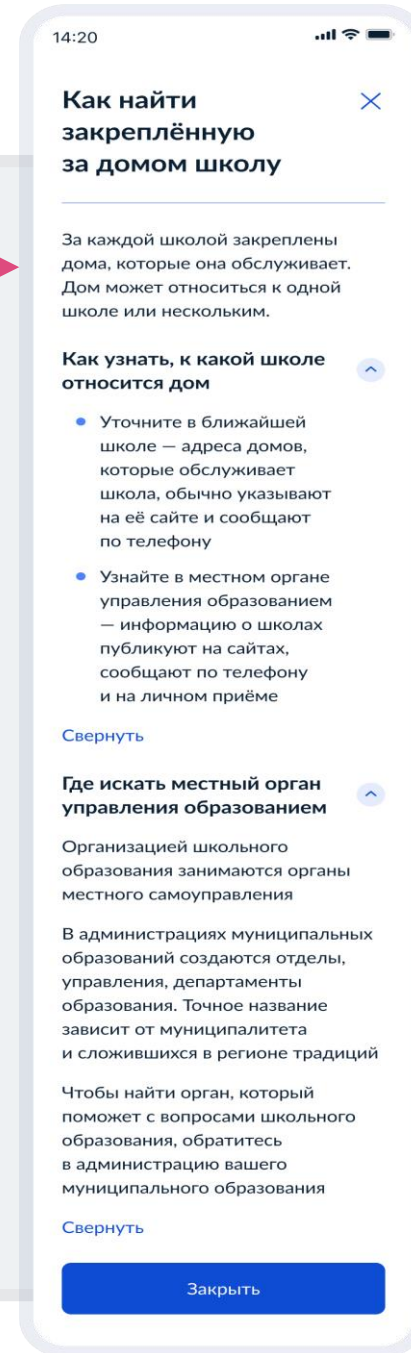 14:20
Как найти
закреплённую
за домом школу
За каждой школой закреплены
дома, которые она обслуживает.
Дом может относиться к одной
школе или нескольким.
Как узнать, к какой школе
относится дом
Уточните в ближайшей
школе — адреса домов,
которые обслуживает
школа, обычно указывают
на её сайте и сообщают
по телефону
Узнайте в местном органе
управления образованием
— информацию о школах
публикуют на сайтах,
сообщают по телефону
и на личном приёме
Свернуть
Где искать местный орган
управления образованием
Организацией школьного
образования занимаются органы
местного самоуправления
В администрациях муниципальных
образований создаются отделы,
управления, департаменты
образования. Точное название
зависит от муниципалитета
и сложившихся в регионе традиций
Чтобы найти орган, который
поможет с вопросами школьного
образования, обратитесь
в администрацию вашего
муниципального образования
Свернуть
Закрыть